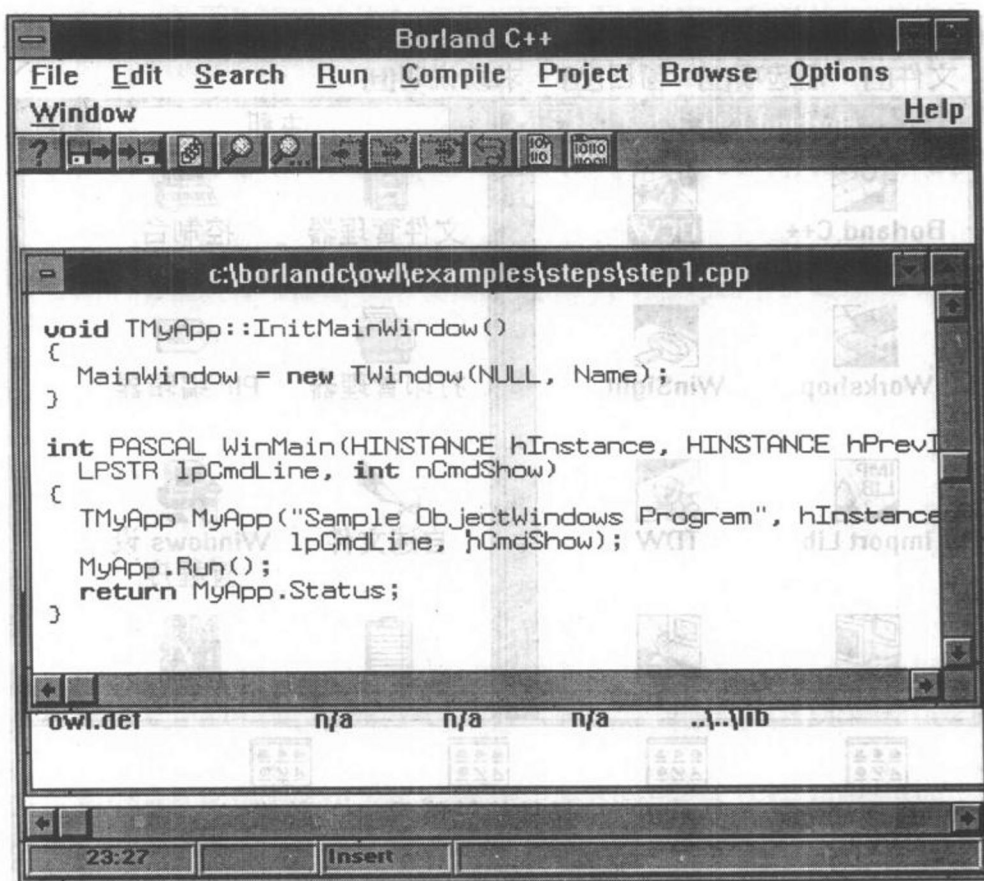 Borland C++
File Edit Search Run Compile Project Browse Options
Window Help
c:\borlandc\owl\examples\steps\step1.cpp
void TMyApp::InitMainWindow()
{
MainWindow = new TWindow(NULL, Name);
}
int PASCAL WinMain(HINSTANCE hInstance, HINSTANCE hPrevI
LPSTR lpCmdLine, int nCmdShow)
{
TMyApp MyApp("Sample ObjectWindows Program", hInstance
lpCmdLine, nCmdShow);
MyApp.Run();
return MyApp.Status;
}
owl.def n/a n/a n/a ..\..\lib
23:27 Insert